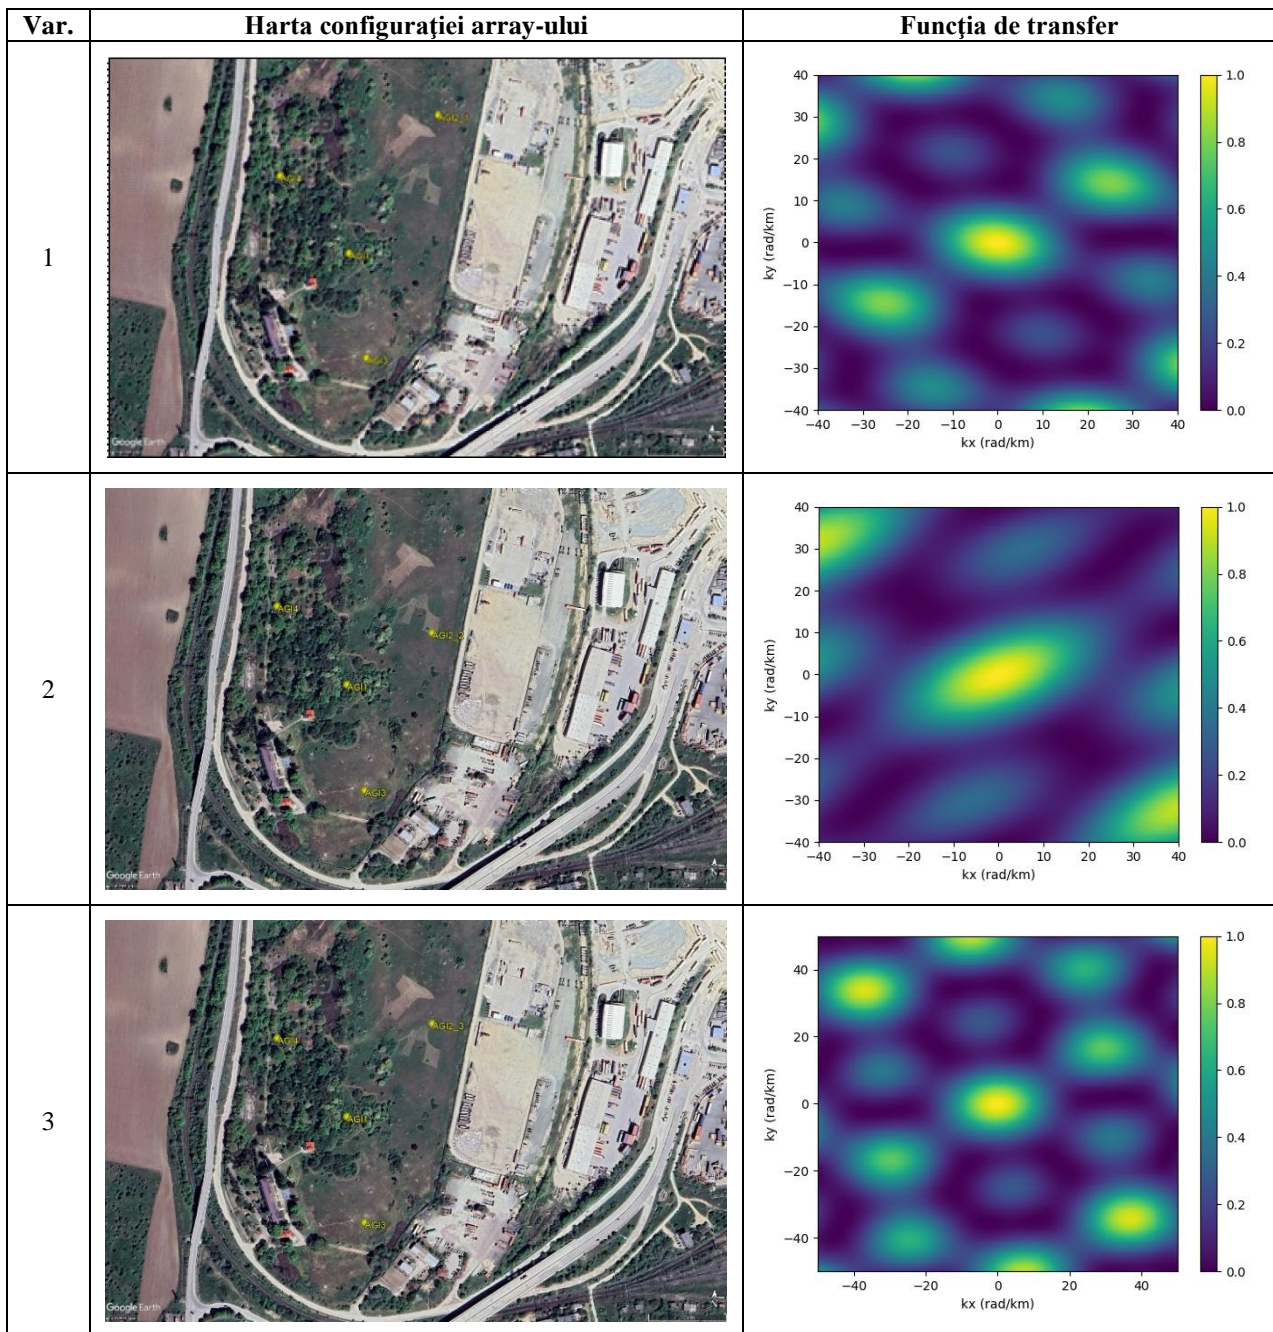 Var. Harta configuraţiei array-ului Funcţia de transfer
1
AGI2_1
AGI4
AGI1
AGI3
Google Earth
40
30
20
10
0
−10
−20
−30
−40
−40 −30 −20 −10 0 10 20 30 40
kx (rad/km)
ky (rad/km)
1.0
0.8
0.6
0.4
0.2
0.0
2
AGI4
AGI2_2
AGI1
AGI3
Google Earth
40
30
20
10
0
−10
−20
−30
−40
−40 −30 −20 −10 0 10 20 30 40
kx (rad/km)
ky (rad/km)
1.0
0.8
0.6
0.4
0.2
0.0
3
AGI2_3
AGI4
AGI1
AGI3
Google Earth
40
20
0
−20
−40
−40 −20 0 20 40
kx (rad/km)
ky (rad/km)
1.0
0.8
0.6
0.4
0.2
0.0